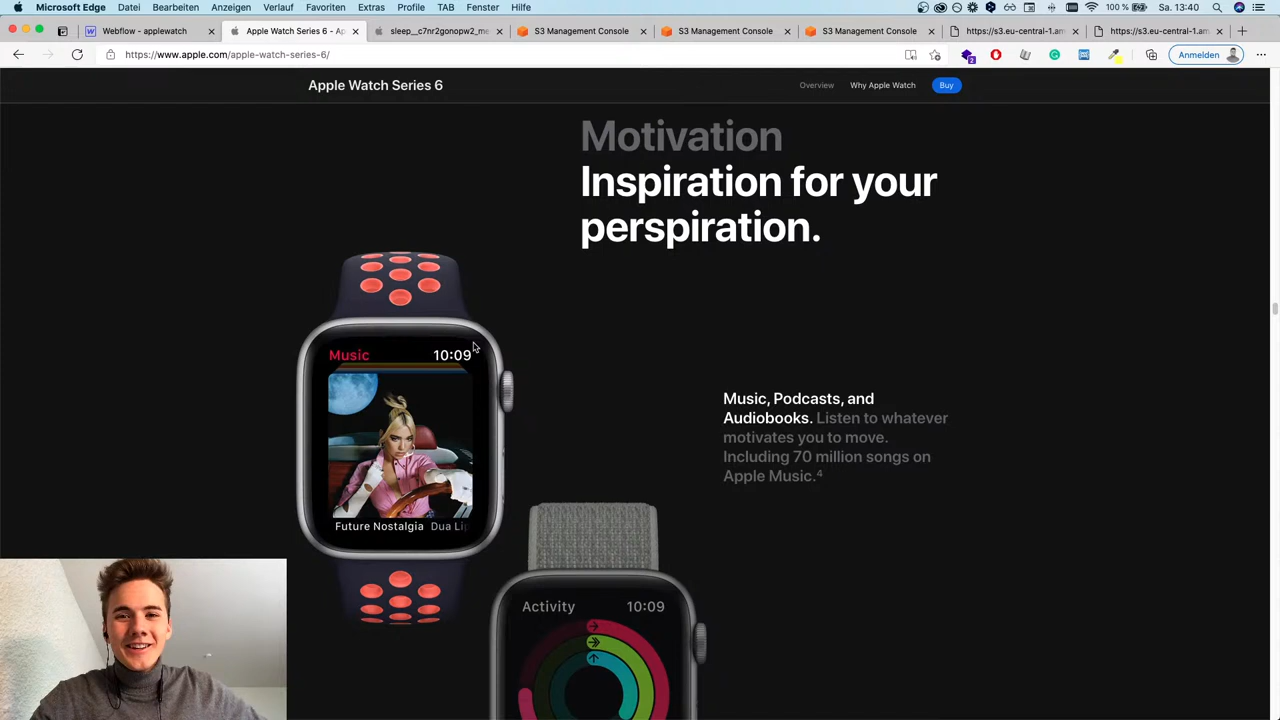 Microsoft Edge Datei Bearbeiten Anzeigen Verlauf Favoriten Extras Profile TAB Fenster Hilfe 100 % Sa. 13:40
Webflow - applewatch
Apple Watch Series 6 - Ap
sleep__c7nr2gonopw2_me
S3 Management Console
S3 Management Console
S3 Management Console
https://s3.eu-central-1.am
https://s3.eu-central-1.am
https://www.apple.com/apple-watch-series-6/
2
Anmelden
Apple Watch Series 6
Overview Why Apple Watch Buy
Motivation
Inspiration for your
perspiration.
Music 10:09
Future Nostalgia Dua Lip
Music, Podcasts, and
Audiobooks. Listen to whatever
motivates you to move.
Including 70 million songs on
Apple Music.⁴
Activity 10:09